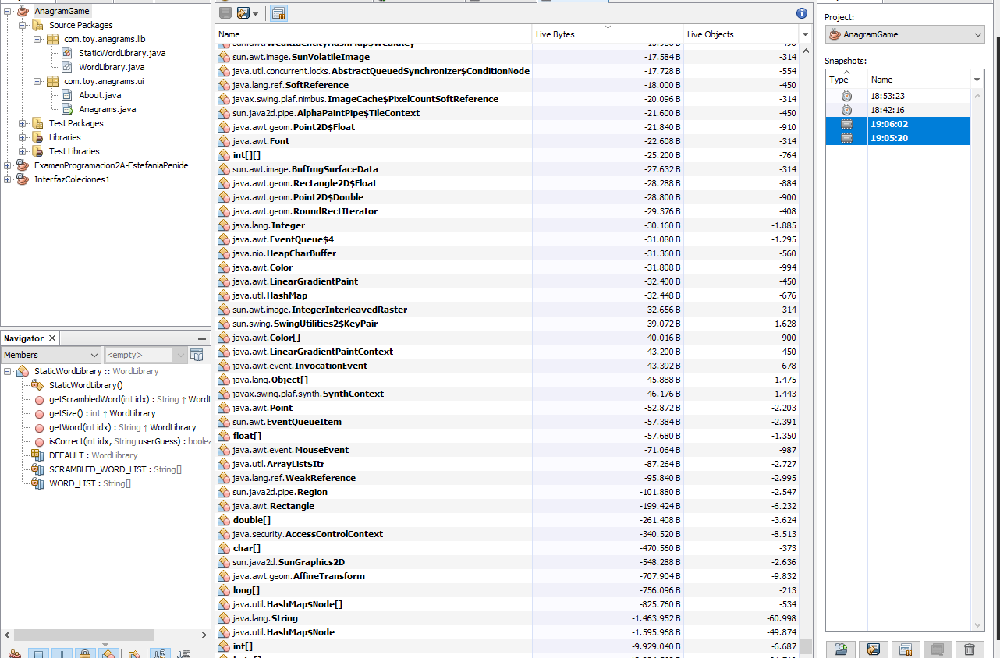 AnagramGame
Source Packages
com.toy.anagrams.lib
StaticWordLibrary.java
WordLibrary.java
com.toy.anagrams.ui
About.java
Anagrams.java
Test Packages
Libraries
Test Libraries
ExamenProgramacion2A-EstefaniaPenide
InterfazColeciones1
Navigator
Members
<empty>
StaticWordLibrary :: WordLibrary
StaticWordLibrary()
getScrambledWord(int idx) : String ↑ WordL
getSize() : int ↑ WordLibrary
getWord(int idx) : String ↑ WordLibrary
isCorrect(int idx, String userGuess) : boolea
DEFAULT : WordLibrary
SCRAMBLED_WORD_LIST : String[]
WORD_LIST : String[]
Name Live Bytes Live Objects
sun.awt.image.SunVolatileImage -17.584 B -314
java.util.concurrent.locks.AbstractQueuedSynchronizer$ConditionNode -17.728 B -554
java.lang.ref.SoftReference -18.000 B -450
javax.swing.plaf.nimbus.ImageCache$PixelCountSoftReference -20.096 B -314
sun.java2d.pipe.AlphaPaintPipe$TileContext -21.600 B -450
java.awt.geom.Point2D$Float -21.840 B -910
java.awt.Font -22.608 B -314
int[][] -25.200 B -764
sun.awt.image.BufImgSurfaceData -27.632 B -314
java.awt.geom.Rectangle2D$Float -28.288 B -884
java.awt.geom.Point2D$Double -28.800 B -900
java.awt.geom.RoundRectIterator -29.376 B -408
java.lang.Integer -30.160 B -1.885
java.awt.EventQueue$4 -31.080 B -1.295
java.nio.HeapCharBuffer -31.360 B -560
java.awt.Color -31.808 B -994
java.awt.LinearGradientPaint -32.400 B -450
java.util.HashMap -32.448 B -676
sun.awt.image.IntegerInterleavedRaster -32.656 B -314
sun.swing.SwingUtilities2$KeyPair -39.072 B -1.628
java.awt.Color[] -40.016 B -900
java.awt.LinearGradientPaintContext -43.200 B -450
java.awt.event.InvocationEvent -43.392 B -678
java.lang.Object[] -45.888 B -1.475
javax.swing.plaf.synth.SynthContext -46.176 B -1.443
java.awt.Point -52.872 B -2.203
sun.awt.EventQueueItem -57.384 B -2.391
float[] -57.680 B -1.350
java.awt.event.MouseEvent -71.064 B -987
java.util.ArrayList$Itr -87.264 B -2.727
java.lang.ref.WeakReference -95.840 B -2.995
sun.java2d.pipe.Region -101.880 B -2.547
java.awt.Rectangle -199.424 B -6.232
double[] -261.408 B -3.624
java.security.AccessControlContext -340.520 B -8.513
char[] -470.560 B -373
sun.java2d.SunGraphics2D -548.288 B -2.636
java.awt.geom.AffineTransform -707.904 B -9.832
long[] -756.096 B -213
java.util.HashMap$Node[] -825.760 B -534
java.lang.String -1.463.952 B -60.998
java.util.HashMap$Node -1.595.968 B -49.874
int[] -9.929.040 B -6.687
Project:
AnagramGame
Snapshots:
Type Name
18:53:23
18:42:16
19:06:02
19:05:20